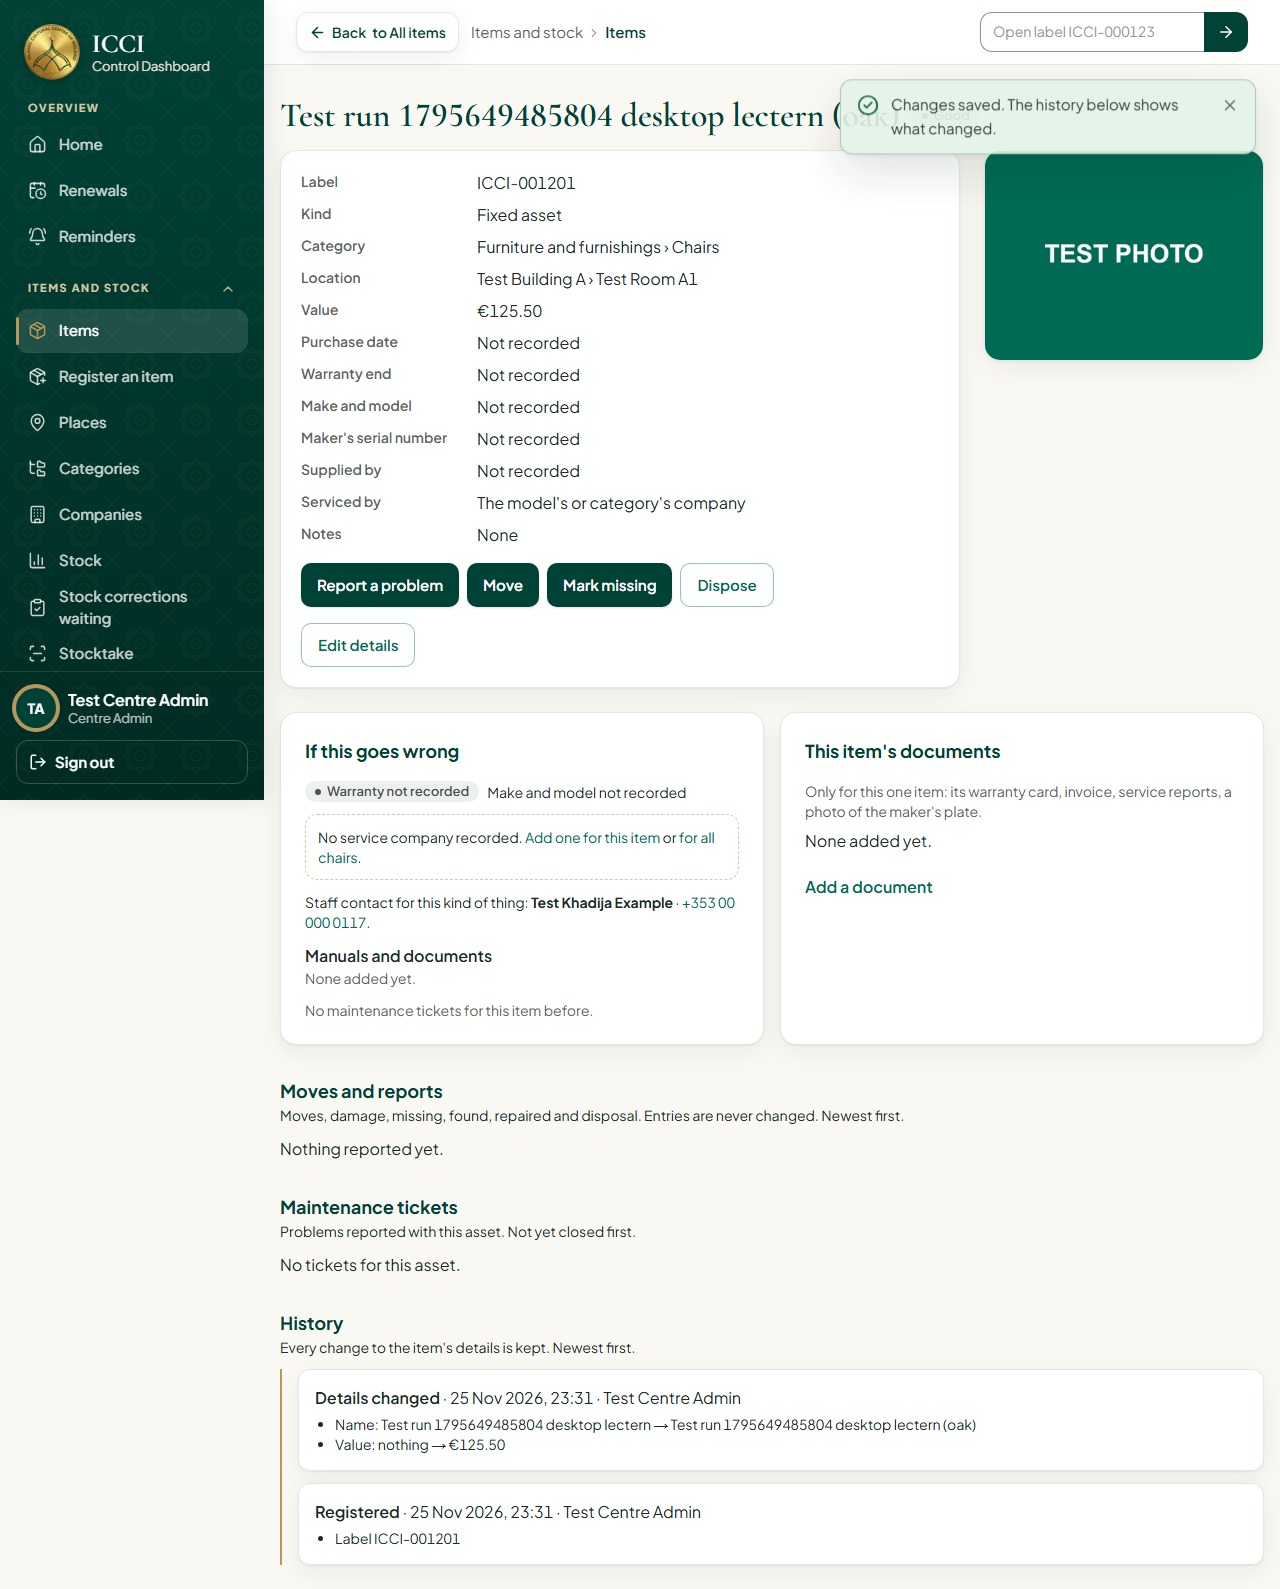 ICCI
Control Dashboard
OVERVIEW
Home
Renewals
Reminders
ITEMS AND STOCK
Items
Register an item
Places
Categories
Companies
Stock
Stock corrections
waiting
Stocktake
TA
Test Centre Admin
Centre Admin
Sign out
Back to All items
Items and stock › Items
Open label ICCI-000123
Changes saved. The history below shows
what changed.
Test run 1795649485804 desktop lectern (oak)
Good
Label ICCI-001201
Kind Fixed asset
Category Furniture and furnishings › Chairs
Location Test Building A › Test Room A1
Value €125.50
Purchase date Not recorded
Warranty end Not recorded
Make and model Not recorded
Maker's serial number Not recorded
Supplied by Not recorded
Serviced by The model's or category's company
Notes None
Report a problem Move Mark missing Dispose
Edit details
TEST PHOTO
If this goes wrong
Warranty not recorded Make and model not recorded
No service company recorded. Add one for this item or for all
chairs.
Staff contact for this kind of thing: Test Khadija Example · +353 00
000 0117.
Manuals and documents
None added yet.
No maintenance tickets for this item before.
This item's documents
Only for this one item: its warranty card, invoice, service reports, a
photo of the maker's plate.
None added yet.
Add a document
Moves and reports
Moves, damage, missing, found, repaired and disposal. Entries are never changed. Newest first.
Nothing reported yet.
Maintenance tickets
Problems reported with this asset. Not yet closed first.
No tickets for this asset.
History
Every change to the item's details is kept. Newest first.
Details changed · 25 Nov 2026, 23:31 · Test Centre Admin
Name: Test run 1795649485804 desktop lectern → Test run 1795649485804 desktop lectern (oak)
Value: nothing → €125.50
Registered · 25 Nov 2026, 23:31 · Test Centre Admin
Label ICCI-001201